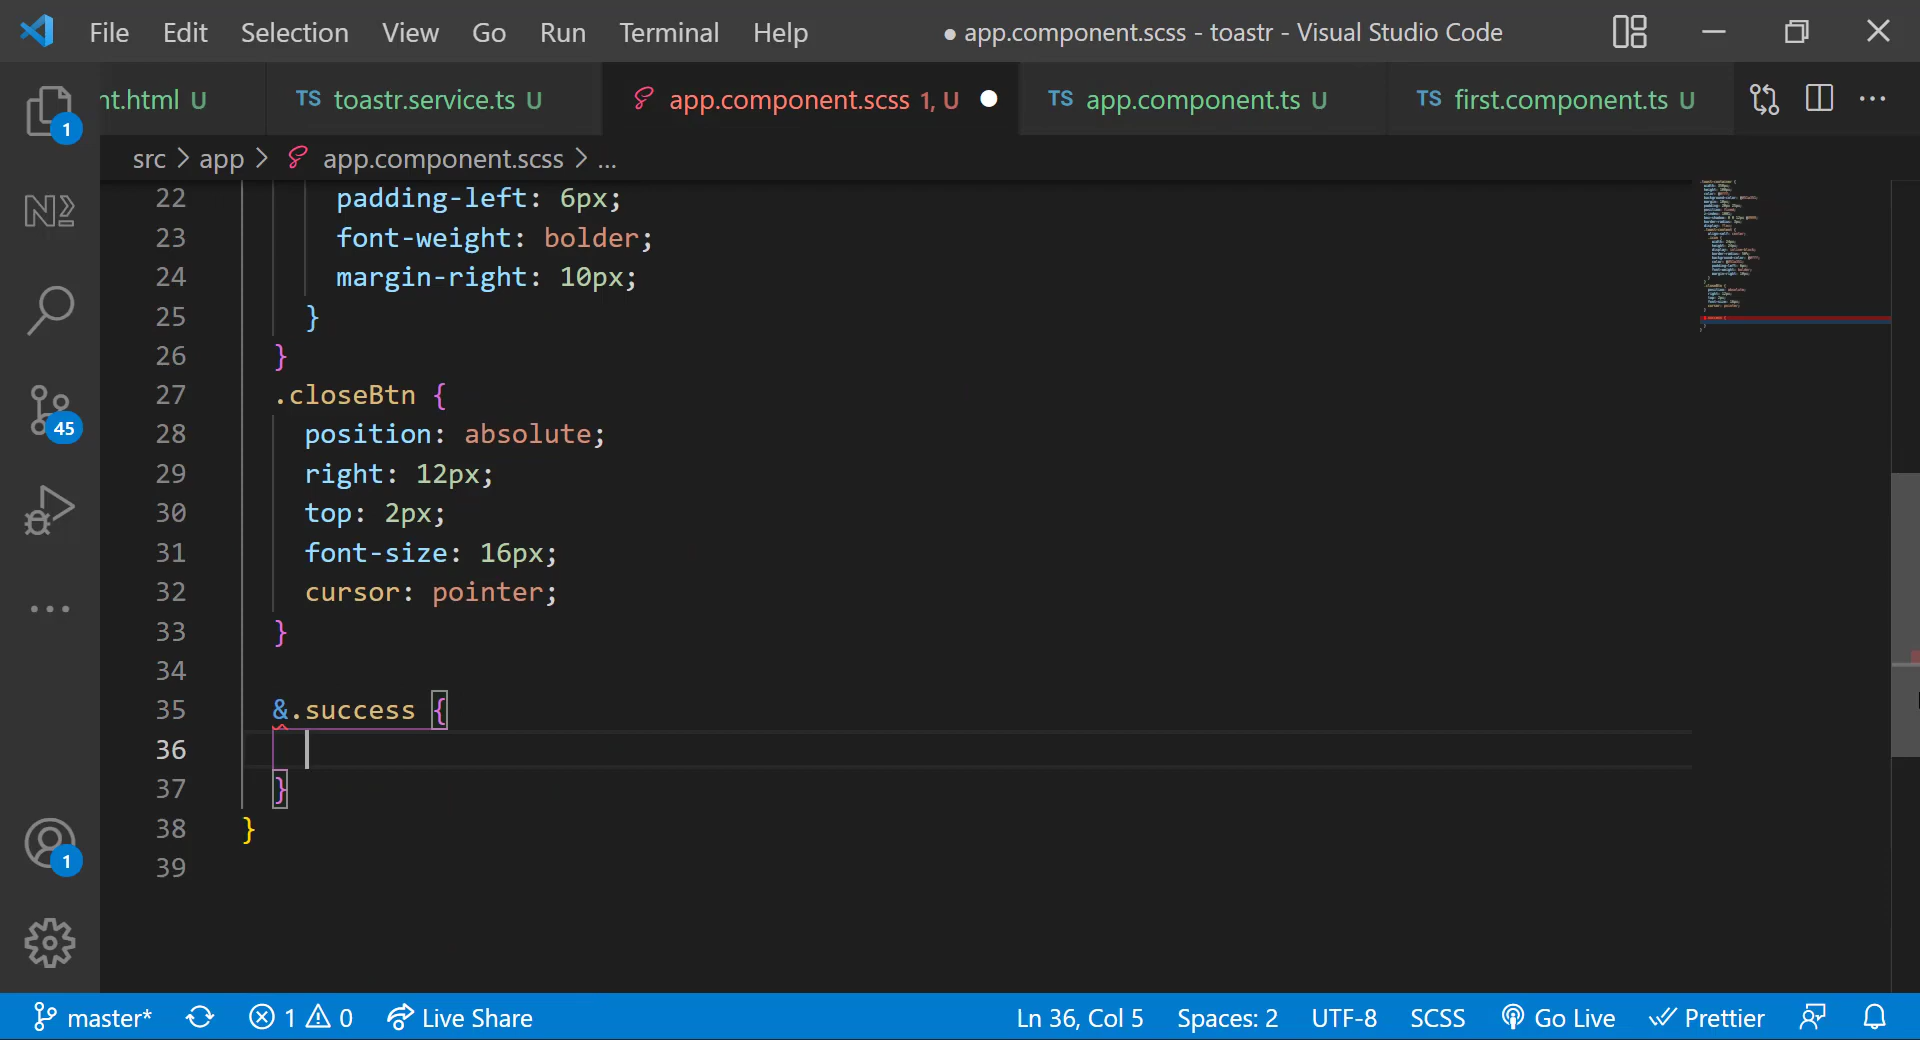 File Edit Selection View Go Run Terminal Help ● app.component.scss - toastr - Visual Studio Code
nt.html U TS toastr.service.ts U app.component.scss 1, U TS app.component.ts U TS first.component.ts U
src > app > app.component.scss > ...
22 padding-left: 6px;
23 font-weight: bolder;
24 margin-right: 10px;
25 }
26 }
27 .closeBtn {
28 position: absolute;
29 right: 12px;
30 top: 2px;
31 font-size: 16px;
32 cursor: pointer;
33 }
34
35 &.success {
36
37 }
38 }
39
1
45
1
master* 1 0 Live Share Ln 36, Col 5 Spaces: 2 UTF-8 SCSS Go Live Prettier